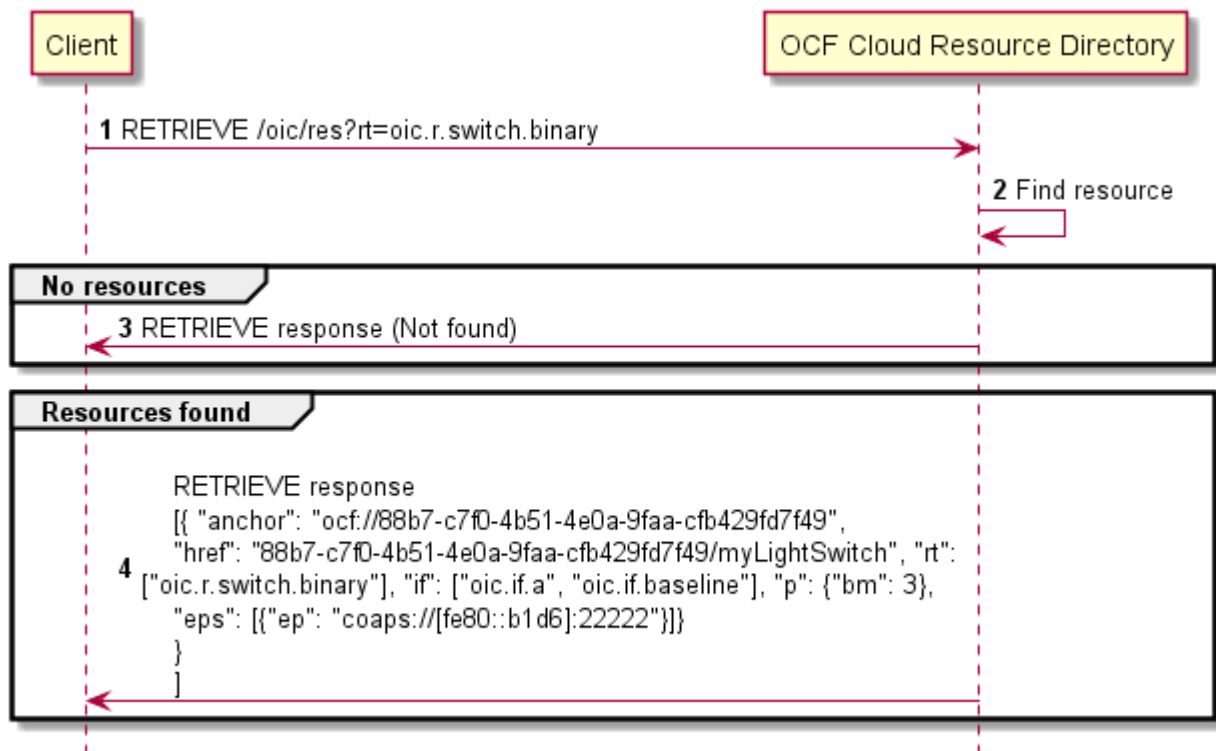 Client
OCF Cloud Resource Directory
1 RETRIEVE /oic/res?rt=oic.r.switch.binary
2 Find resource
No resources
3 RETRIEVE response (Not found)
Resources found
RETRIEVE response
[{ "anchor": "ocf://88b7-c7f0-4b51-4e0a-9faa-cfb429fd7f49",
"href": "88b7-c7f0-4b51-4e0a-9faa-cfb429fd7f49/myLightSwitch", "rt":
4 ["oic.r.switch.binary"], "if": ["oic.if.a", "oic.if.baseline"], "p": {"bm": 3},
"eps": [{"ep": "coaps://[fe80::b1d6]:22222"}]}
}
]